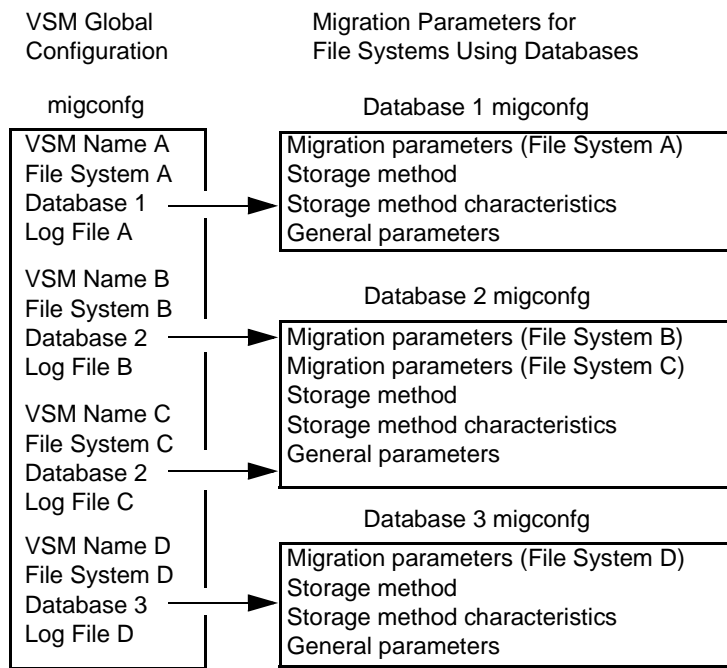 VSM Global
Configuration
migconfg
VSM Name A
File System A
Database 1
Log File A
VSM Name B
File System B
Database 2
Log File B
VSM Name C
File System C
Database 2
Log File C
VSM Name D
File System D
Database 3
Log File D
Migration Parameters for
File Systems Using Databases
Database 1 migconfg
Migration parameters (File System A)
Storage method
Storage method characteristics
General parameters
Database 2 migconfg
Migration parameters (File System B)
Migration parameters (File System C)
Storage method
Storage method characteristics
General parameters
Database 3 migconfg
Migration parameters (File System D)
Storage method
Storage method characteristics
General parameters